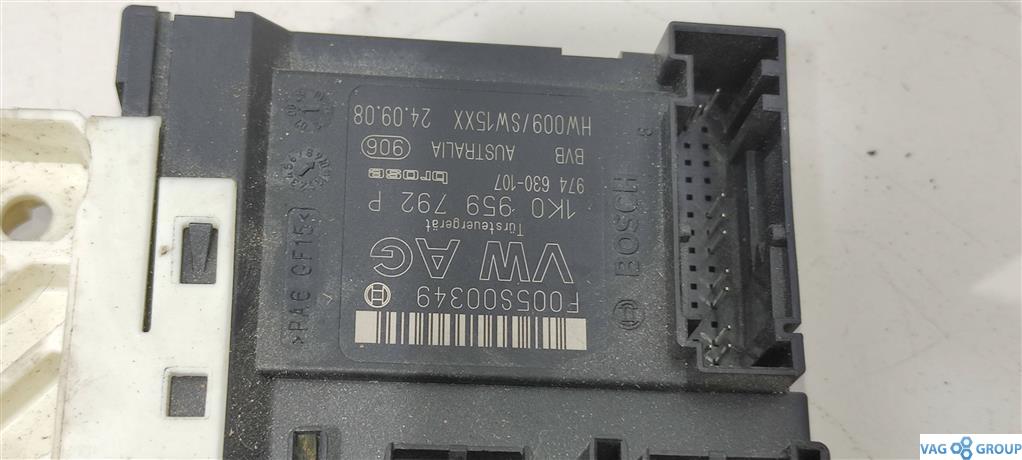 F005S00349
VW AG
Türsteuergerät
1K0 959 792 P
974 630-107 brose
BVB AUSTRALIA 906
HW009/SW15XX 24.09.08
BOSCH
>PA6 GF15<
VAG GROUP